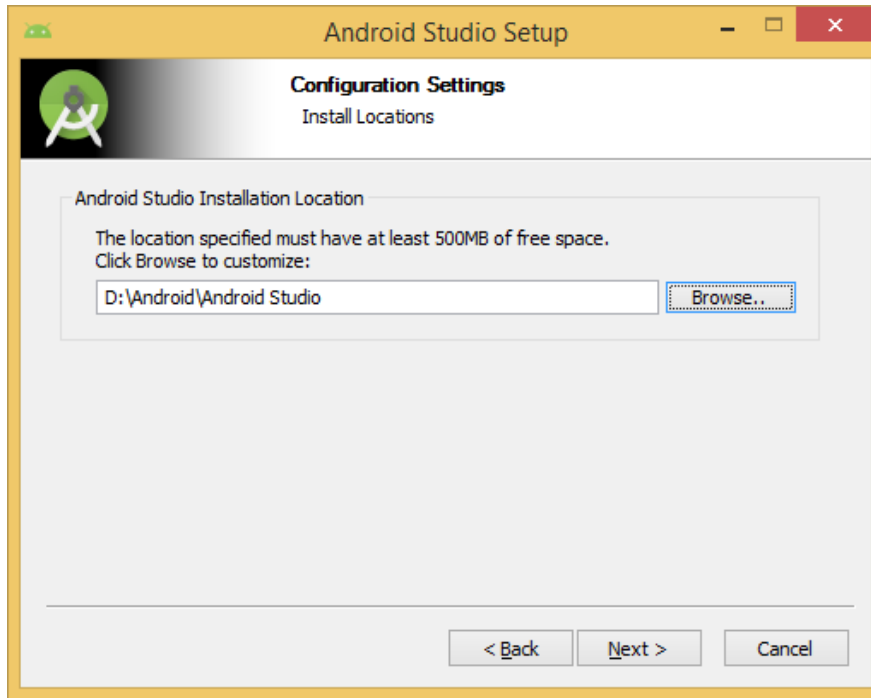 Android Studio Setup
Configuration Settings
Install Locations
Android Studio Installation Location
The location specified must have at least 500MB of free space.
Click Browse to customize:
D:\Android\Android Studio
Browse..
< Back
Next >
Cancel